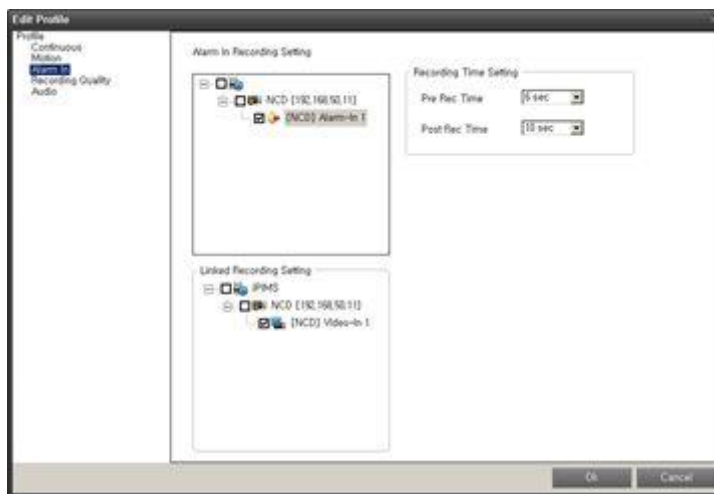 Edit Profile
Profile
Continuous
Motion
Alarm In
Recording Quality
Audio
Alarm In Recording Setting
NCD [192,168,50,11]
[NCD] Alarm-In 1
Recording Time Setting
Pre Rec Time
6 sec
Post Rec Time
10 sec
Linked Recording Setting
iPIMS
NCD [192,168,50,11]
[NCD] Video-In 1
Ok
Cancel